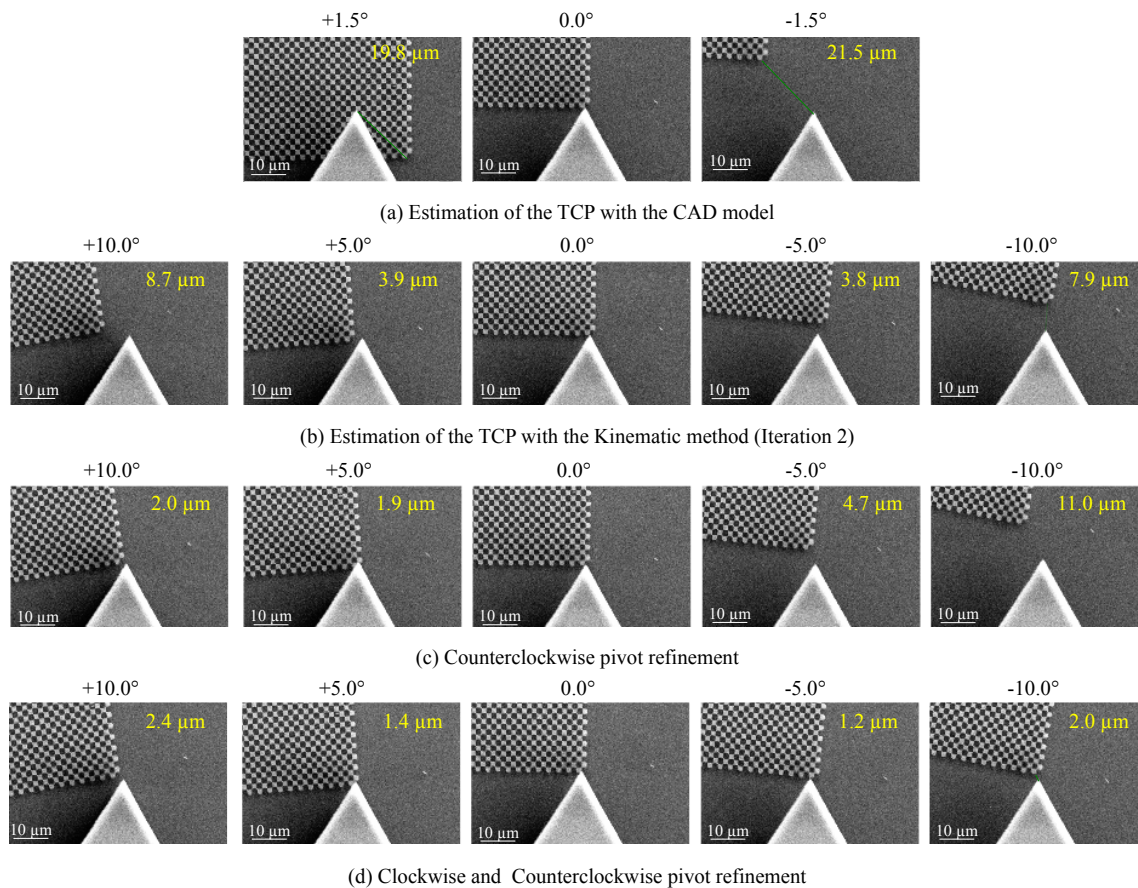 +1.5° 0.0° -1.5°
19.8 µm 21.5 µm
10 µm 10 µm 10 µm
(a) Estimation of the TCP with the CAD model
+10.0° +5.0° 0.0° -5.0° -10.0°
8.7 µm 3.9 µm 3.8 µm 7.9 µm
10 µm 10 µm 10 µm 10 µm 10 µm
(b) Estimation of the TCP with the Kinematic method (Iteration 2)
+10.0° +5.0° 0.0° -5.0° -10.0°
2.0 µm 1.9 µm 4.7 µm 11.0 µm
10 µm 10 µm 10 µm 10 µm 10 µm
(c) Counterclockwise pivot refinement
+10.0° +5.0° 0.0° -5.0° -10.0°
2.4 µm 1.4 µm 1.2 µm 2.0 µm
10 µm 10 µm 10 µm 10 µm 10 µm
(d) Clockwise and Counterclockwise pivot refinement